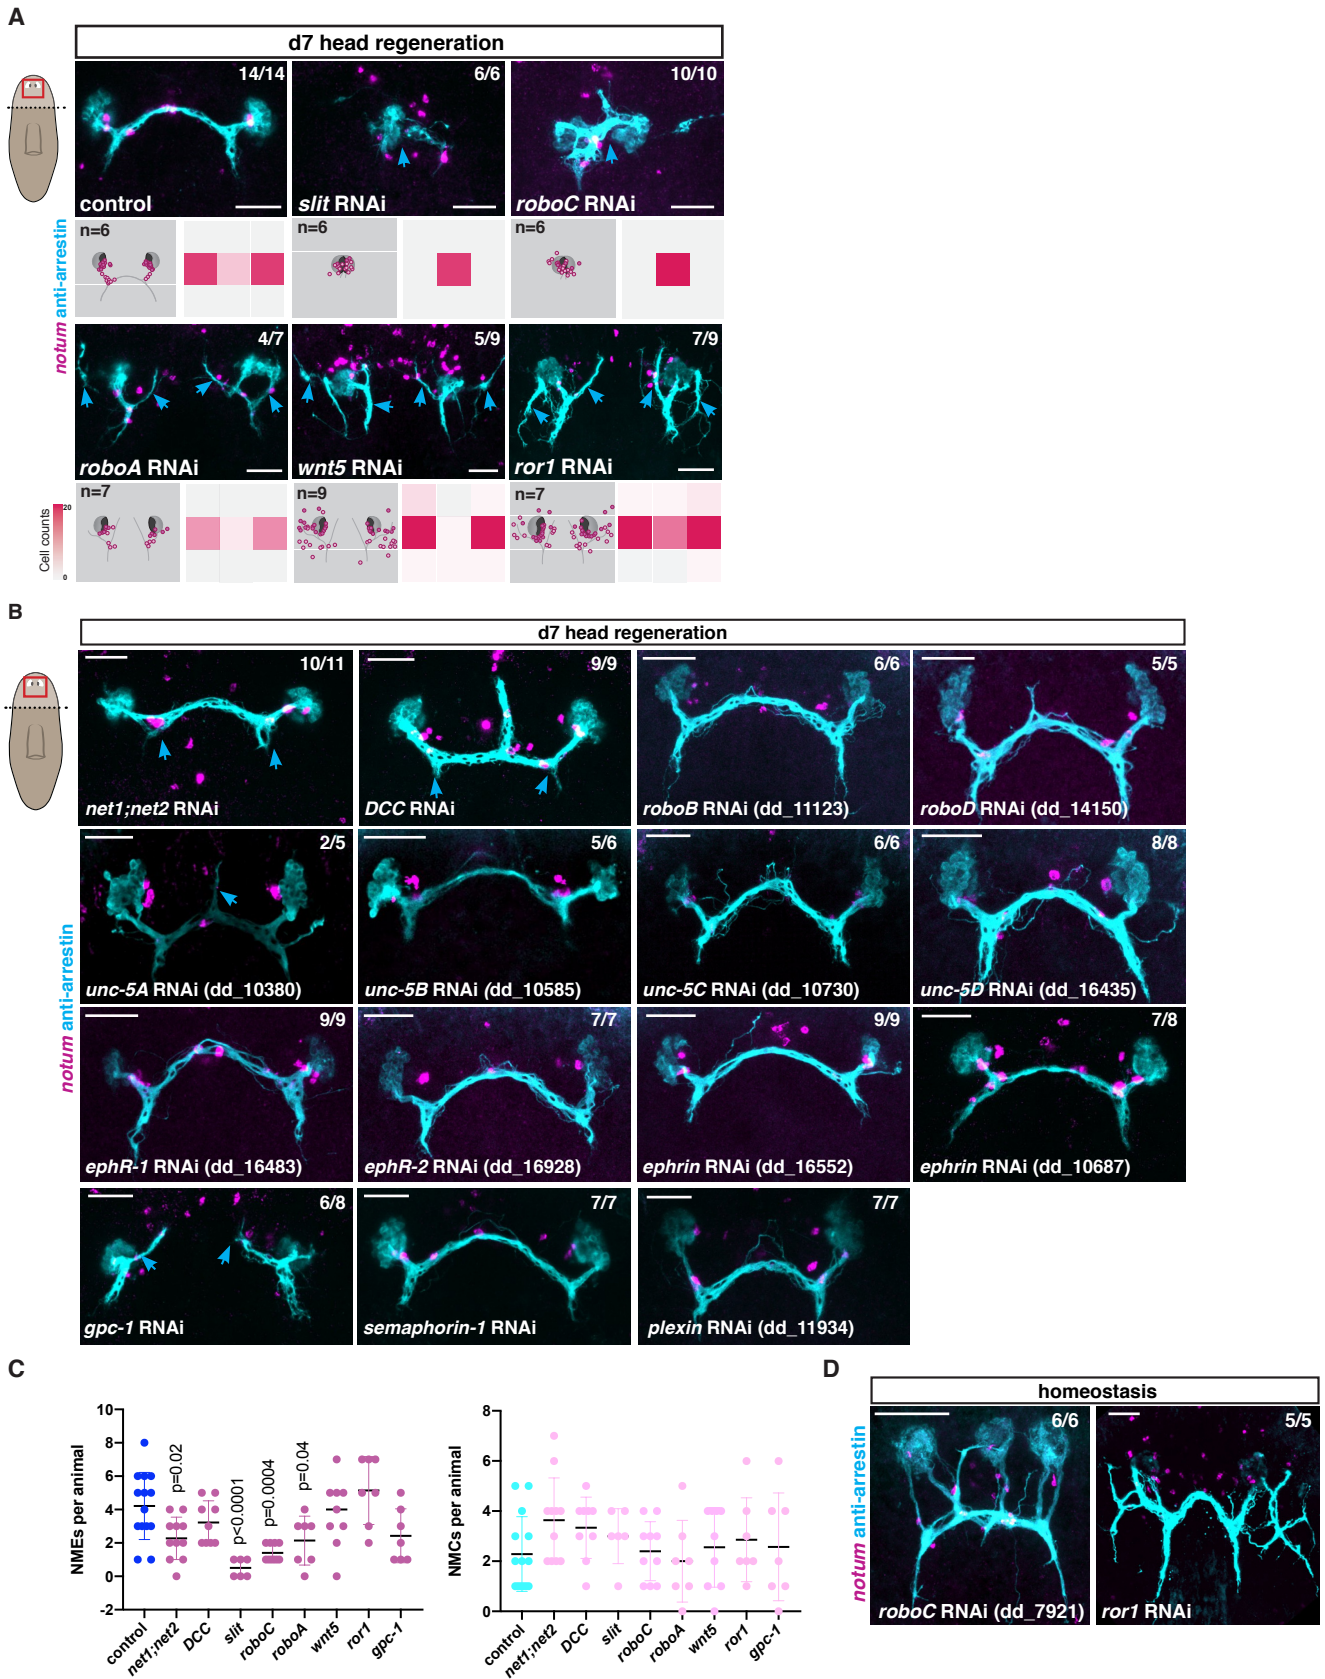 A
d7 head regeneration
14/14
6/6
10/10
control
slit RNAi
roboC RNAi
n=6
n=6
n=6
notum anti-arrestin
4/7
5/9
7/9
roboA RNAi
wnt5 RNAi
ror1 RNAi
n=7
n=9
n=7
Cell counts
20
0
B
d7 head regeneration
10/11
9/9
6/6
5/5
net1;net2 RNAi
DCC RNAi
roboB RNAi (dd_11123)
roboD RNAi (dd_14150)
2/5
5/6
6/6
8/8
unc-5A RNAi (dd_10380)
unc-5B RNAi (dd_10585)
unc-5C RNAi (dd_10730)
unc-5D RNAi (dd_16435)
notum anti-arrestin
9/9
7/7
9/9
7/8
ephR-1 RNAi (dd_16483)
ephR-2 RNAi (dd_16928)
ephrin RNAi (dd_16552)
ephrin RNAi (dd_10687)
6/8
7/7
7/7
gpc-1 RNAi
semaphorin-1 RNAi
plexin RNAi (dd_11934)
C
NMEs per animal
10
8
6
4
2
0
-2
p=0.02
p<0.0001
p=0.0004
p=0.04
control
net1;net2
DCC
slit
roboC
roboA
wnt5
ror1
gpc-1
NMCs per animal
8
6
4
2
0
control
net1;net2
DCC
slit
roboC
roboA
wnt5
ror1
gpc-1
D
homeostasis
notum anti-arrestin
6/6
5/5
roboC RNAi (dd_7921)
ror1 RNAi